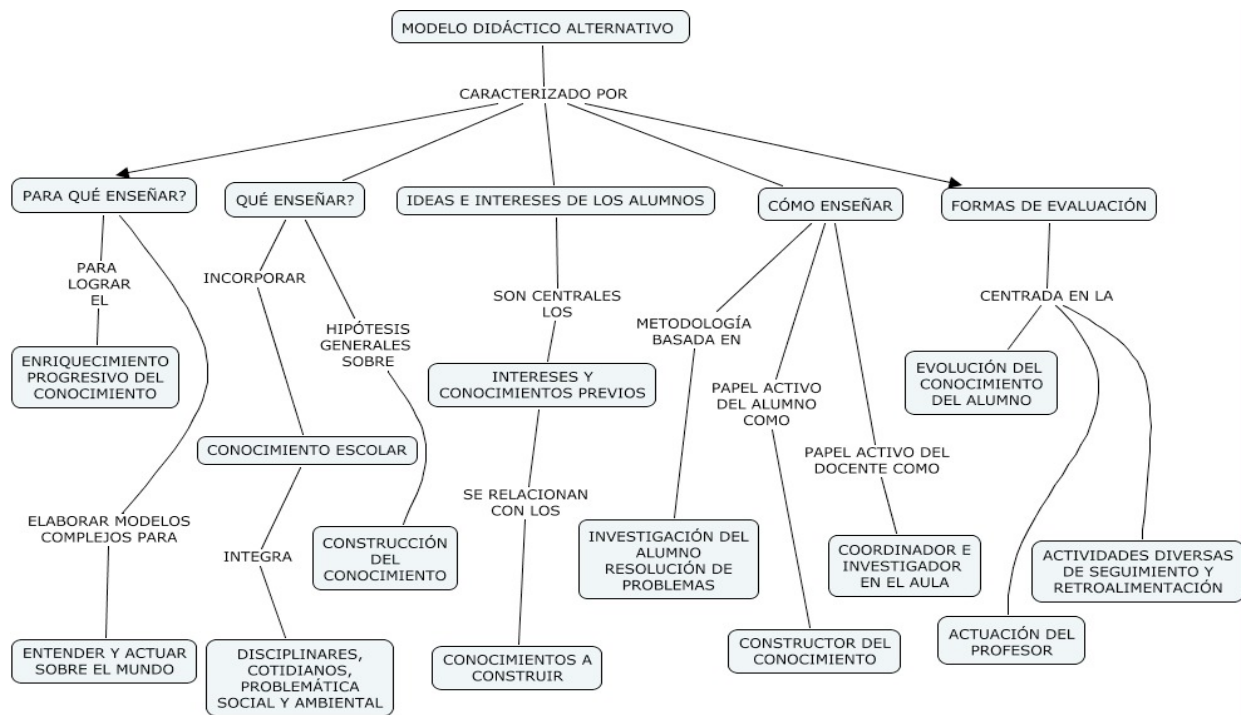 MODELO DIDÁCTICO ALTERNATIVO
CARACTERIZADO POR
PARA QUÉ ENSEÑAR?
QUÉ ENSEÑAR?
IDEAS E INTERESES DE LOS ALUMNOS
CÓMO ENSEÑAR
FORMAS DE EVALUACIÓN
PARA
LOGRAR
EL
ENRIQUECIMIENTO
PROGRESIVO DEL
CONOCIMIENTO
ELABORAR MODELOS
COMPLEJOS PARA
ENTENDER Y ACTUAR
SOBRE EL MUNDO
INCORPORAR
CONOCIMIENTO ESCOLAR
INTEGRA
DISCIPLINARES,
COTIDIANOS,
PROBLEMÁTICA
SOCIAL Y AMBIENTAL
HIPÓTESIS
GENERALES
SOBRE
CONSTRUCCIÓN
DEL
CONOCIMIENTO
SON CENTRALES
LOS
INTERESES Y
CONOCIMIENTOS PREVIOS
SE RELACIONAN
CON LOS
CONOCIMIENTOS A
CONSTRUIR
METODOLOGÍA
BASADA EN
INVESTIGACIÓN DEL
ALUMNO
RESOLUCIÓN DE
PROBLEMAS
PAPEL ACTIVO
DEL ALUMNO
COMO
CONSTRUCTOR DEL
CONOCIMIENTO
PAPEL ACTIVO DEL
DOCENTE COMO
COORDINADOR E
INVESTIGADOR
EN EL AULA
CENTRADA EN LA
EVOLUCIÓN DEL
CONOCIMIENTO
DEL ALUMNO
ACTUACIÓN DEL
PROFESOR
ACTIVIDADES DIVERSAS
DE SEGUIMIENTO Y
RETROALIMENTACIÓN